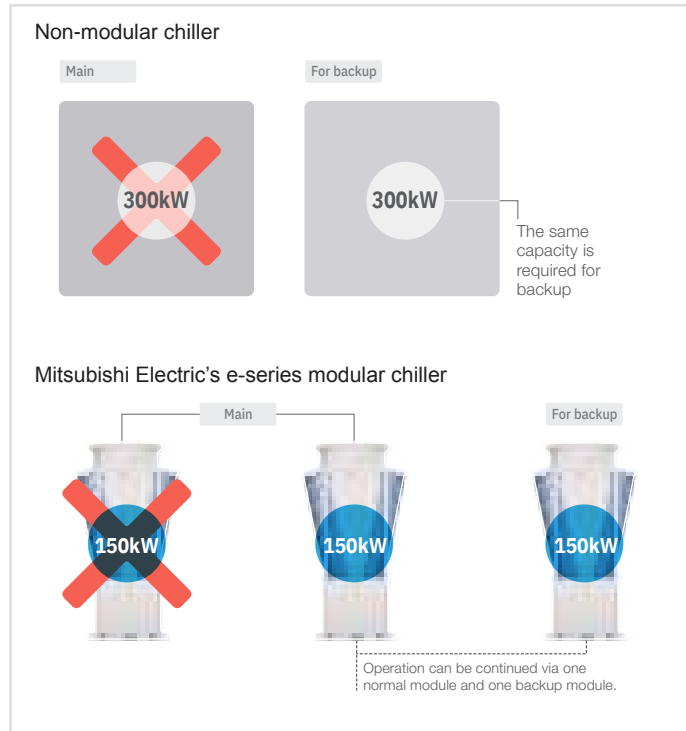 Non-modular chiller
Main
For backup
300kW
300kW
The same
capacity is
required for
backup
Mitsubishi Electric’s e-series modular chiller
Main
For backup
150kW
150kW
150kW
Operation can be continued via one
normal module and one backup module.